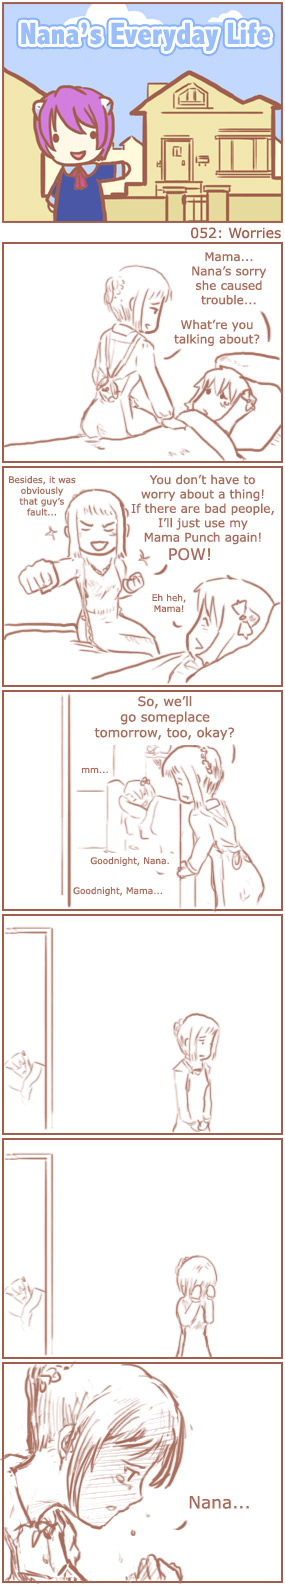 Nana's Everyday Life
052: Worries
Mama...
Nana's sorry
she caused
trouble...
What're you
talking about?
Besides, it was
obviously
that guy's
fault...
You don't have to
worry about a thing!
If there are bad people,
I'll just use my
Mama Punch again!
POW!
Eh heh,
Mama!
So, we'll
go someplace
tomorrow, too, okay?
mm...
Goodnight, Nana.
Goodnight, Mama...
Nana...